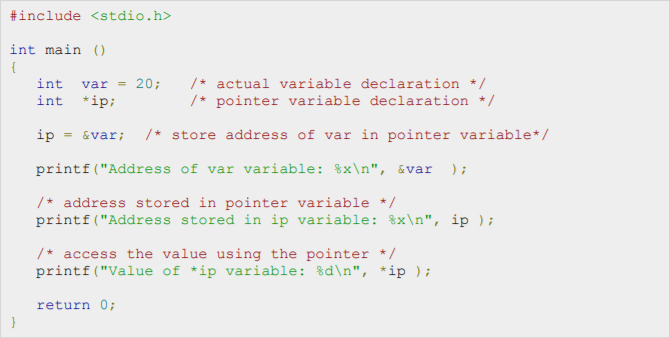 #include <stdio.h>
int main ()
{
int  var = 20;   /* actual variable declaration */
int  *ip;        /* pointer variable declaration */
ip = &var;  /* store address of var in pointer variable*/
printf("Address of var variable: %x\n", &var  );
/* address stored in pointer variable */
printf("Address stored in ip variable: %x\n", ip );
/* access the value using the pointer */
printf("Value of *ip variable: %d\n", *ip );
return 0;
}